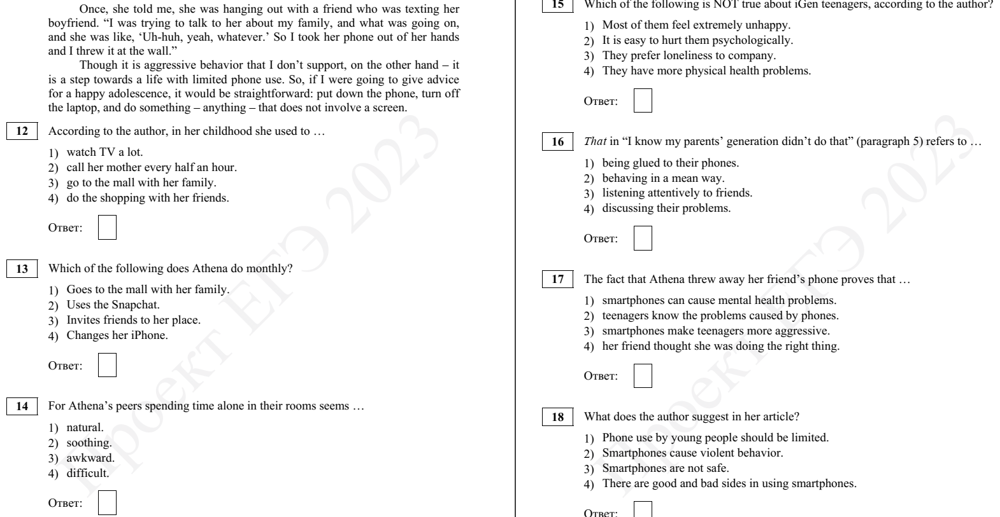 Once, she told me, she was hanging out with a friend who was texting her
boyfriend. “I was trying to talk to her about my family, and what was going on,
and she was like, ‘Uh-huh, yeah, whatever.’ So I took her phone out of her hands
and I threw it at the wall.”
Though it is aggressive behavior that I don’t support, on the other hand – it
is a step towards a life with limited phone use. So, if I were going to give advice
for a happy adolescence, it would be straightforward: put down the phone, turn off
the laptop, and do something – anything – that does not involve a screen.
12 According to the author, in her childhood she used to …
1) watch TV a lot.
2) call her mother every half an hour.
3) go to the mall with her family.
4) do the shopping with her friends.
Ответ:
13 Which of the following does Athena do monthly?
1) Goes to the mall with her family.
2) Uses the Snapchat.
3) Invites friends to her place.
4) Changes her iPhone.
Ответ:
14 For Athena’s peers spending time alone in their rooms seems …
1) natural.
2) soothing.
3) awkward.
4) difficult.
Ответ:
Проект ЕГЭ 2023
15 Which of the following is NOT true about iGen teenagers, according to the author?
1) Most of them feel extremely unhappy.
2) It is easy to hurt them psychologically.
3) They prefer loneliness to company.
4) They have more physical health problems.
Ответ:
16 That in “I know my parents’ generation didn’t do that” (paragraph 5) refers to …
1) being glued to their phones.
2) behaving in a mean way.
3) listening attentively to friends.
4) discussing their problems.
Ответ:
17 The fact that Athena threw away her friend’s phone proves that …
1) smartphones can cause mental health problems.
2) teenagers know the problems caused by phones.
3) smartphones make teenagers more aggressive.
4) her friend thought she was doing the right thing.
Ответ:
18 What does the author suggest in her article?
1) Phone use by young people should be limited.
2) Smartphones cause violent behavior.
3) Smartphones are not safe.
4) There are good and bad sides in using smartphones.
Ответ:
Проект ЕГЭ 2023